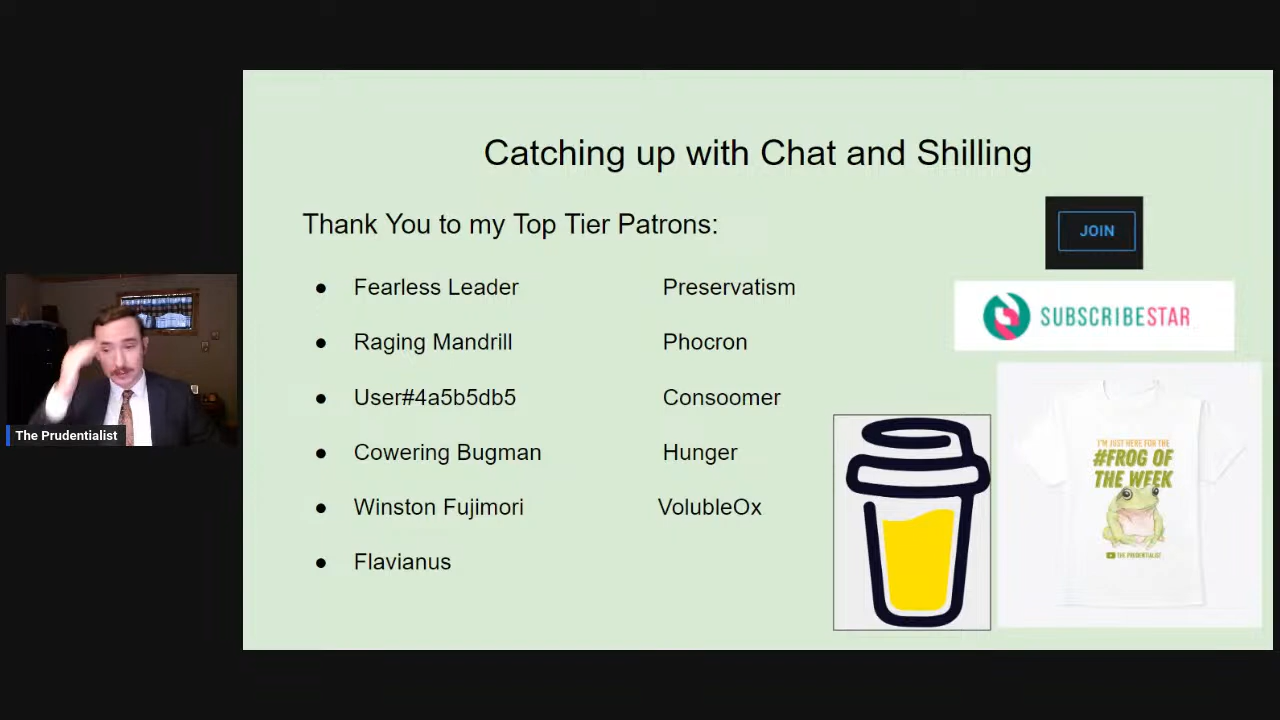 Catching up with Chat and Shilling
Thank You to my Top Tier Patrons:
● Fearless Leader
● Raging Mandrill
● User#4a5b5db5
● Cowering Bugman
● Winston Fujimori
● Flavianus
Preservatism
Phocron
Consoomer
Hunger
VolubleOx
JOIN
SUBSCRIBESTAR
I'M JUST HERE FOR THE
#FROG OF
THE WEEK
THE PRUDENTIALIST
The Prudentialist